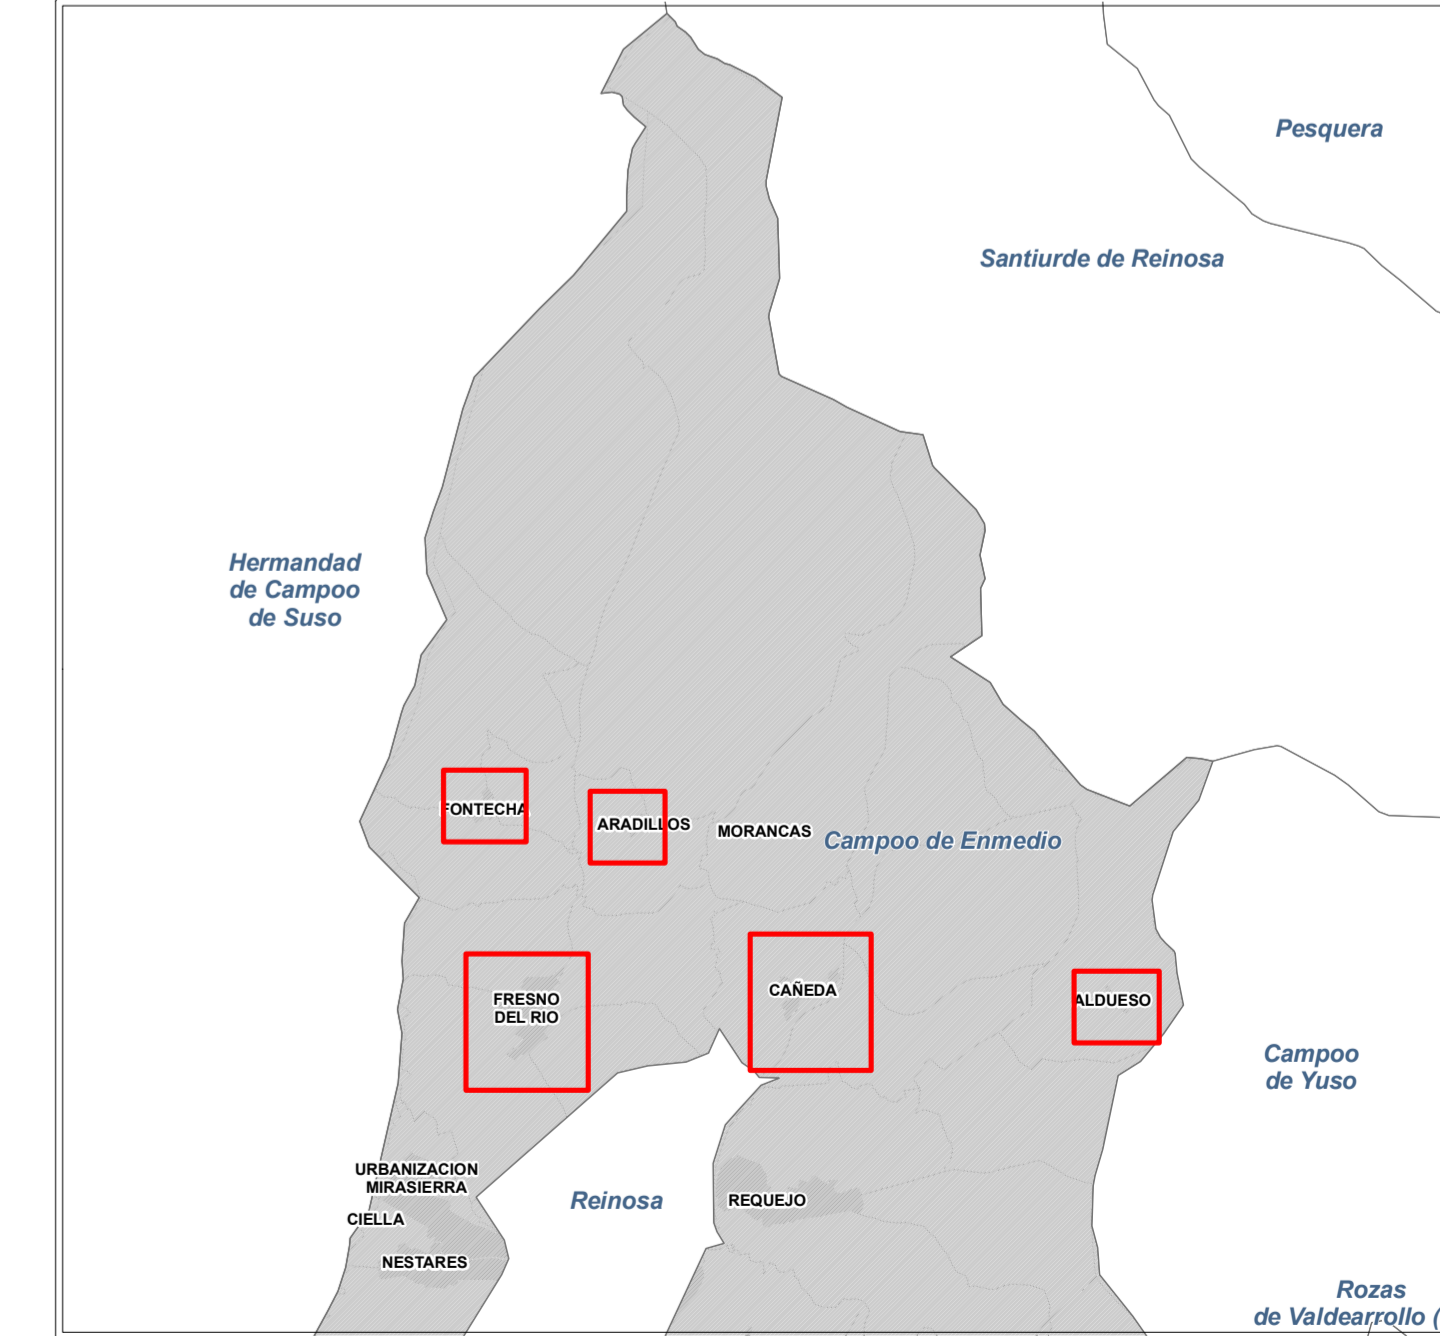 Pesquera
Santiurde de Reinosa
Hermandad
de Campoo
de Suso
FONTECHA
ARADILLOS
MORANCAS
Campoo de Enmedio
FRESNO
DEL RIO
CAÑEDA
ALDUESO
Campoo
de Yuso
URBANIZACION
MIRASIERRA
CIELLA
NESTARES
Reinosa
REQUEJO
Rozas
de Valdearrollo (